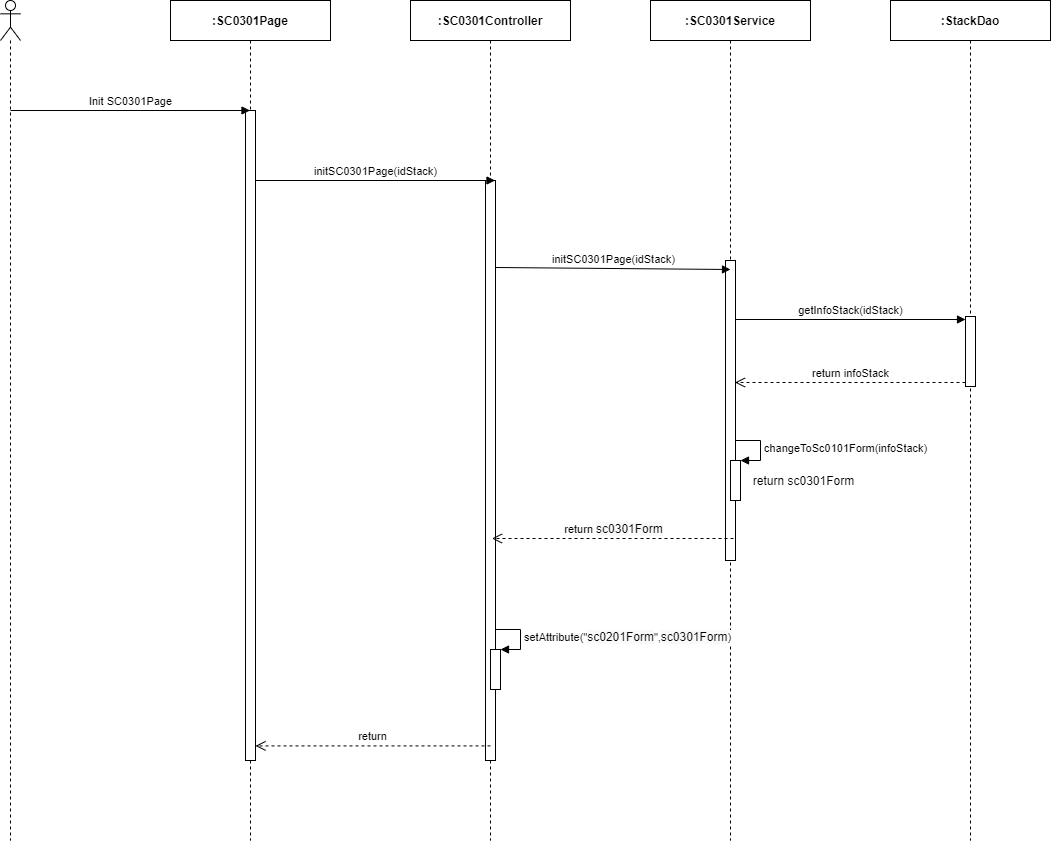 :SC0301Page
:SC0301Controller
:SC0301Service
:StackDao
Init SC0301Page
initSC0301Page(idStack)
initSC0301Page(idStack)
getInfoStack(idStack)
return infoStack
changeToSc0101Form(infoStack)
return sc0301Form
return sc0301Form
setAttribute("sc0201Form",sc0301Form)
return